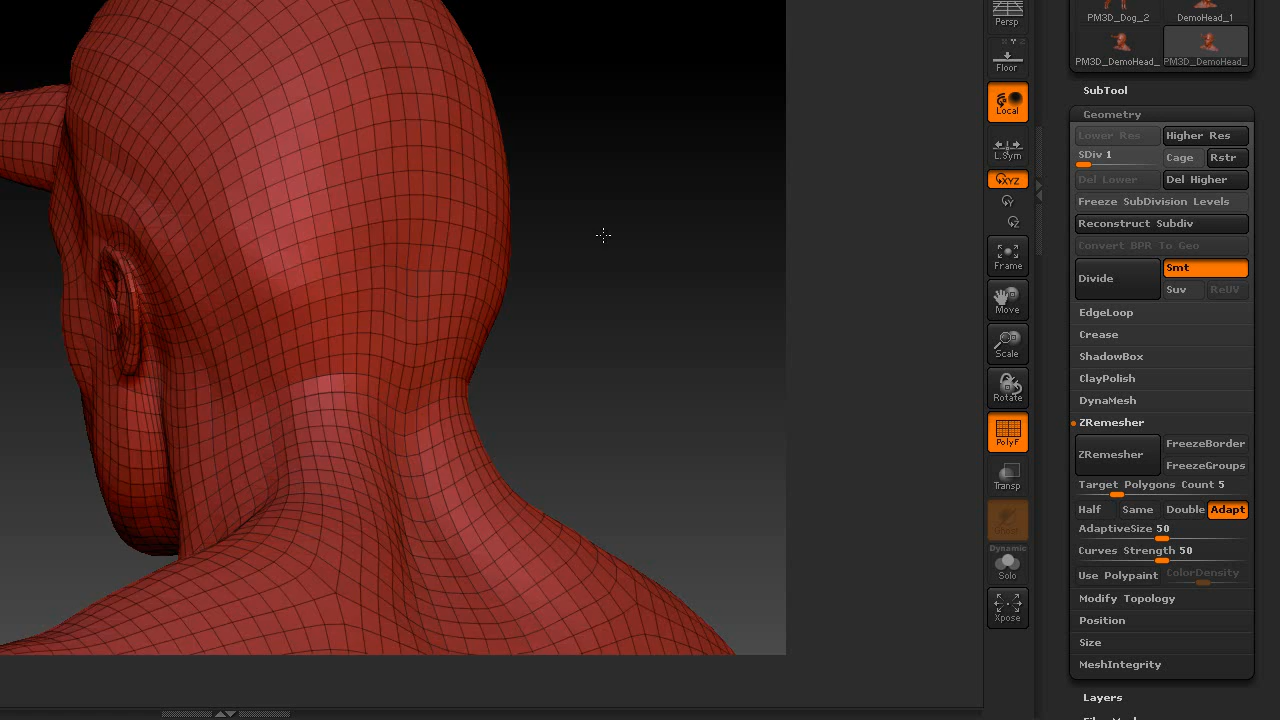 Persp
Floor
Local
L.Sym
XYZ
Y
Z
Frame
Move
Scale
Rotate
PolyF
Transp
Ghost
Dynamic
Solo
Xpose
PM3D_Dog_2 DemoHead_1
PM3D_DemoHead_ PM3D_DemoHead_
SubTool
Geometry
Lower Res Higher Res
SDiv 1 Cage Rstr
Del Lower Del Higher
Freeze SubDivision Levels
Reconstruct Subdiv
Convert BPR To Geo
Divide Smt
Suv ReUV
EdgeLoop
Crease
ShadowBox
ClayPolish
DynaMesh
ZRemesher
ZRemesher FreezeBorder
FreezeGroups
Target Polygons Count 5
Half Same Double Adapt
AdaptiveSize 50
Curves Strength 50
Use Polypaint ColorDensity
Modify Topology
Position
Size
MeshIntegrity
Layers